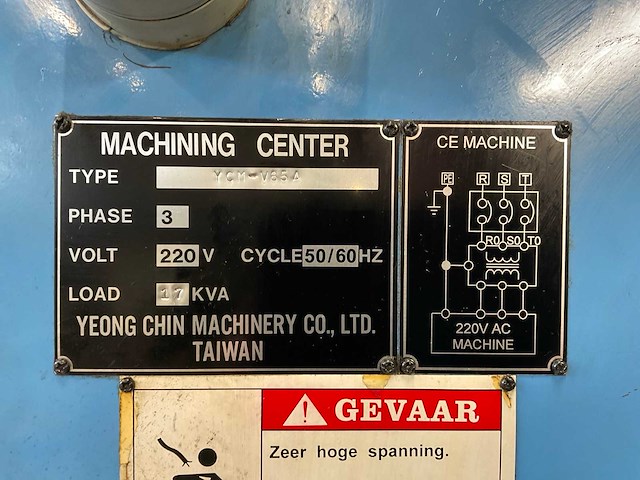 MACHINING CENTER
TYPE YCM-V65A
PHASE 3
VOLT 220 V CYCLE 50/60 HZ
LOAD 17 KVA
YEONG CHIN MACHINERY CO., LTD.
TAIWAN
CE MACHINE
PE R S T
R0 S0 T0
220V AC
MACHINE
GEVAAR
Zeer hoge spanning.